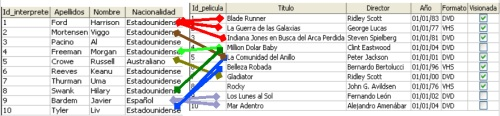 Id_interprete Apellidos Nombre Nacionalidad
1 Ford Harrison Estadounidense
2 Mortensen Viggo Estadounidense
3 Pacino Al Estadounidense
4 Freeman Morgan Estadounidense
5 Crowe Russell Australiano
6 Reeves Keanu Estadounidense
7 Thurman Uma Estadounidense
8 Swank Hilary Estadounidense
9 Bardem Javier Español
10 Tyler Liv Estadounidense
Id_pelicula Titulo Director Año Formato Visionada
1 Blade Runner Ridley Scott 01/01/83 DVD
La Guerra de las Galaxias George Lucas 01/01/77 VHS
3 Indiana Jones en Busca del Arca Perdida Steven Spielberg 01/01/81 DVD
4 Million Dolar Baby Clint Eastwood 01/01/04 DVD
5 La Comunidad del Anillo Peter Jackson 01/01/01 DVD
Belleza Robada Bernardo Bertolucci 01/01/96 VHS
Gladiator Ridley Scott 01/01/00 DVD
8 Rocky John G. Avildsen 01/01/76 VHS
Los Lunes al Sol Fernando León 01/01/02 DVD
10 Mar Adentro Alejandro Amenábar 01/01/04 DVD